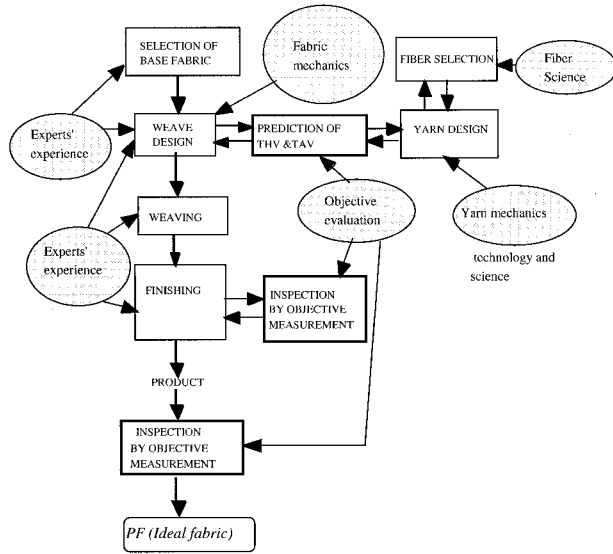 SELECTION OF
BASE FABRIC
Fabric
mechanics
FIBER SELECTION
Fiber
Science
Experts'
experience
WEAVE
DESIGN
PREDICTION OF
THV &TAV
YARN DESIGN
Objective
evaluation
Yarn mechanics
technology and
science
WEAVING
Experts'
experience
FINISHING
INSPECTION
BY OBJECTIVE
MEASUREMENT
PRODUCT
INSPECTION
BY OBJECTIVE
MEASUREMENT
PF (Ideal fabric)